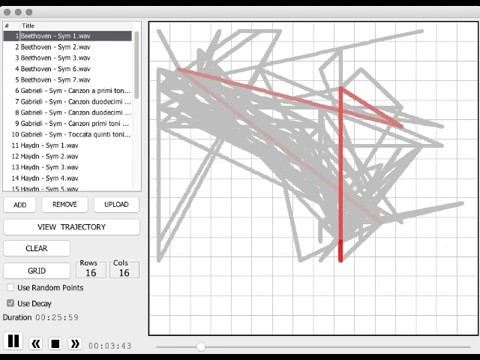 # Title
1 Beethoven - Sym 1.wav
2 Beethoven - Sym 2.wav
3 Beethoven - Sym 3.wav
4 Beethoven - Sym 6.wav
5 Beethoven - Sym 7.wav
6 Gabrieli - Sym - Canzon a primi toni ...
7 Gabrieli - Sym - Canzon duodecimi ...
8 Gabrieli - Sym - Canzon duodecimi ...
9 Gabrieli - Sym - Canzon primi toni ...
10 Gabrieli - Sym - Toccata quinti toni...
11 Haydn - Sym 1.wav
12 Haydn - Sym 2.wav
13 Haydn - Sym 3.wav
14 Haydn - Sym 4.wav
15 Haydn - Sym 5.wav
ADD REMOVE UPLOAD
VIEW TRAJECTORY
CLEAR
GRID
Rows Cols
16 16
Use Random Points
Use Decay
Duration 00:25:59
00:03:43